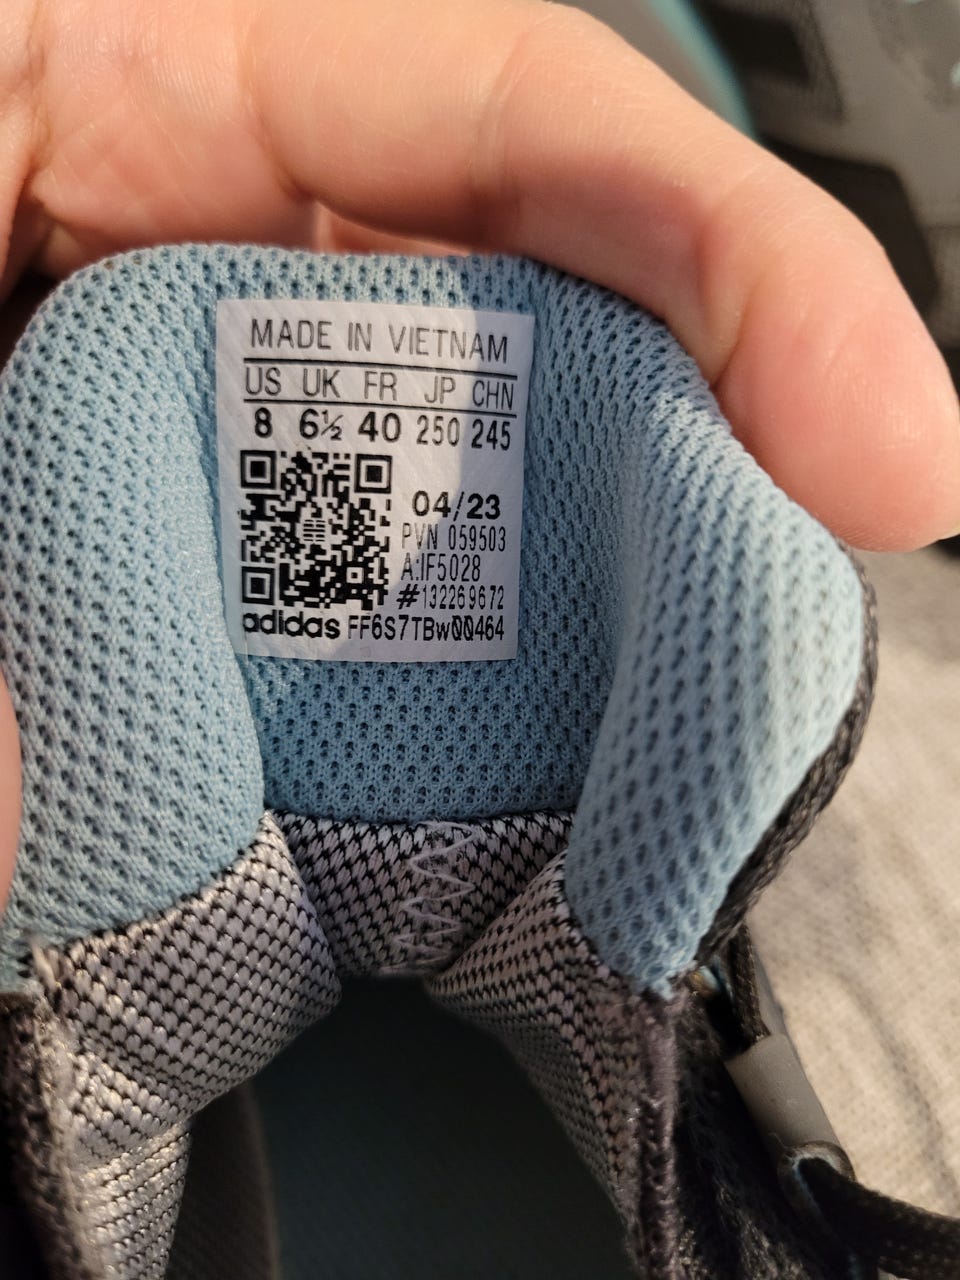 MADE IN VIETNAM
US UK FR JP CHN
8 6½ 40 250 245
04/23
PVN 059503
A:IF5028
#132269672
adidas FF6S7TBw00464